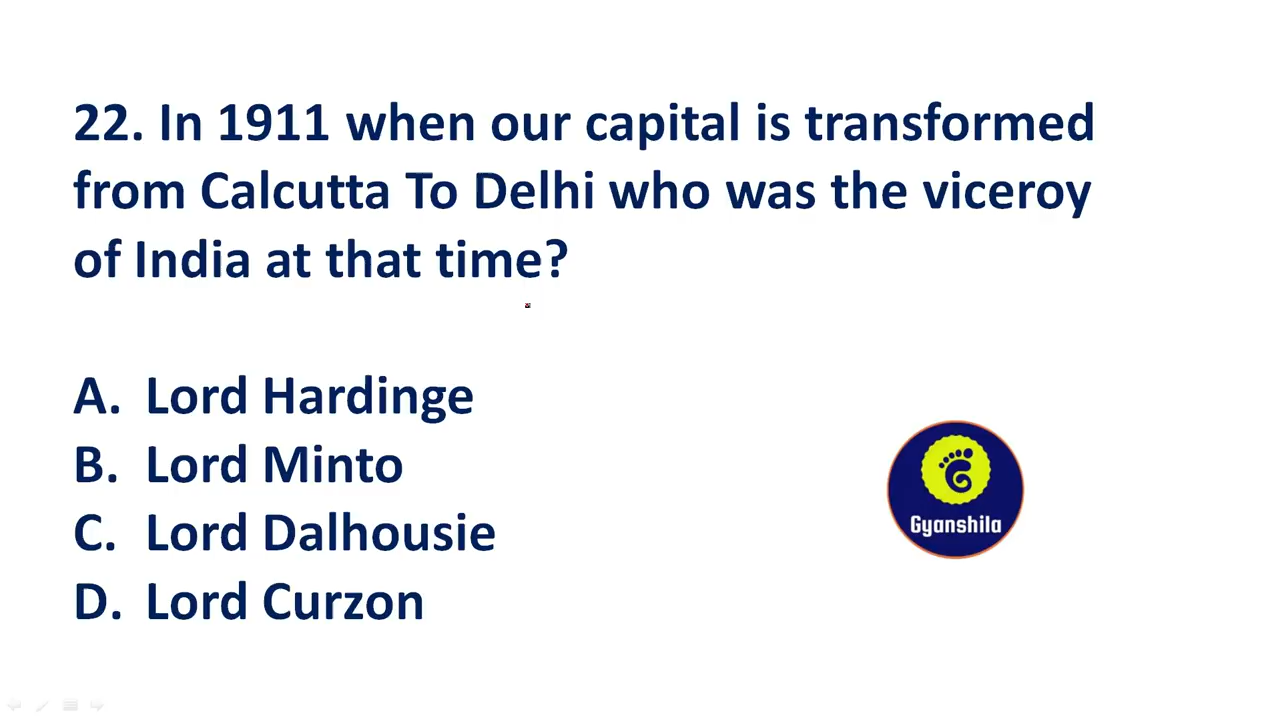 22. In 1911 when our capital is transformed
from Calcutta To Delhi who was the viceroy
of India at that time?
A. Lord Hardinge
B. Lord Minto
C. Lord Dalhousie
D. Lord Curzon
Gyanshila